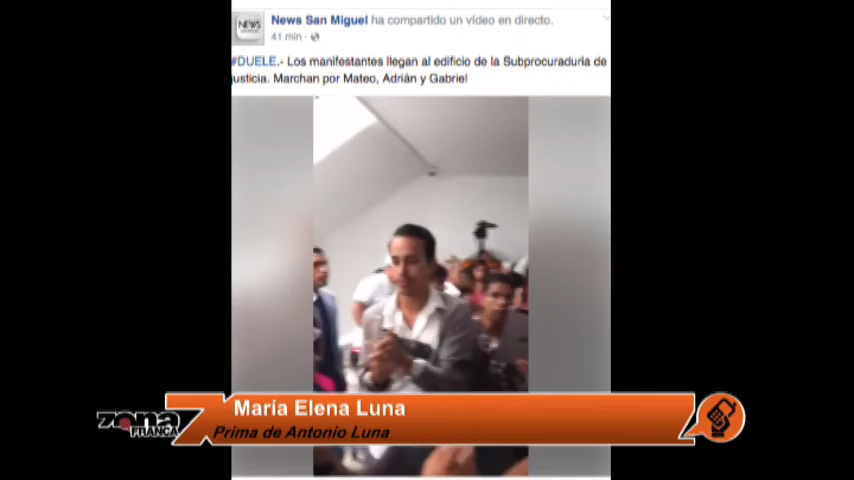 NEWS
News San Miguel ha compartido un vídeo en directo.
41 min ·
#DUELE.- Los manifestantes llegan al edificio de la Subprocuraduría de
justicia. Marchan por Mateo, Adrián y Gabriel
María Elena Luna
Prima de Antonio Luna
zona
FRANCA